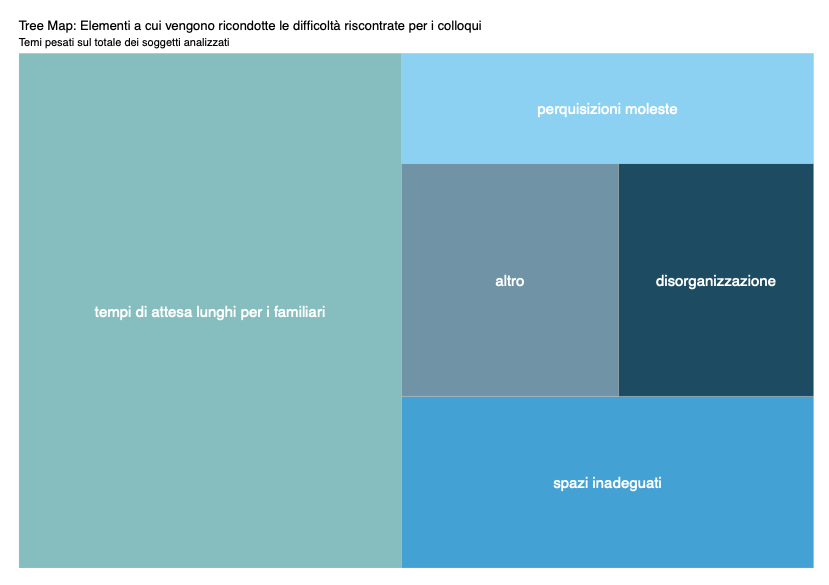 Tree Map: Elementi a cui vengono ricondotte le difficoltà riscontrate per i colloqui
Temi pesati sul totale dei soggetti analizzati
perquisizioni moleste
altro
disorganizzazione
tempi di attesa lunghi per i familiari
spazi inadeguati